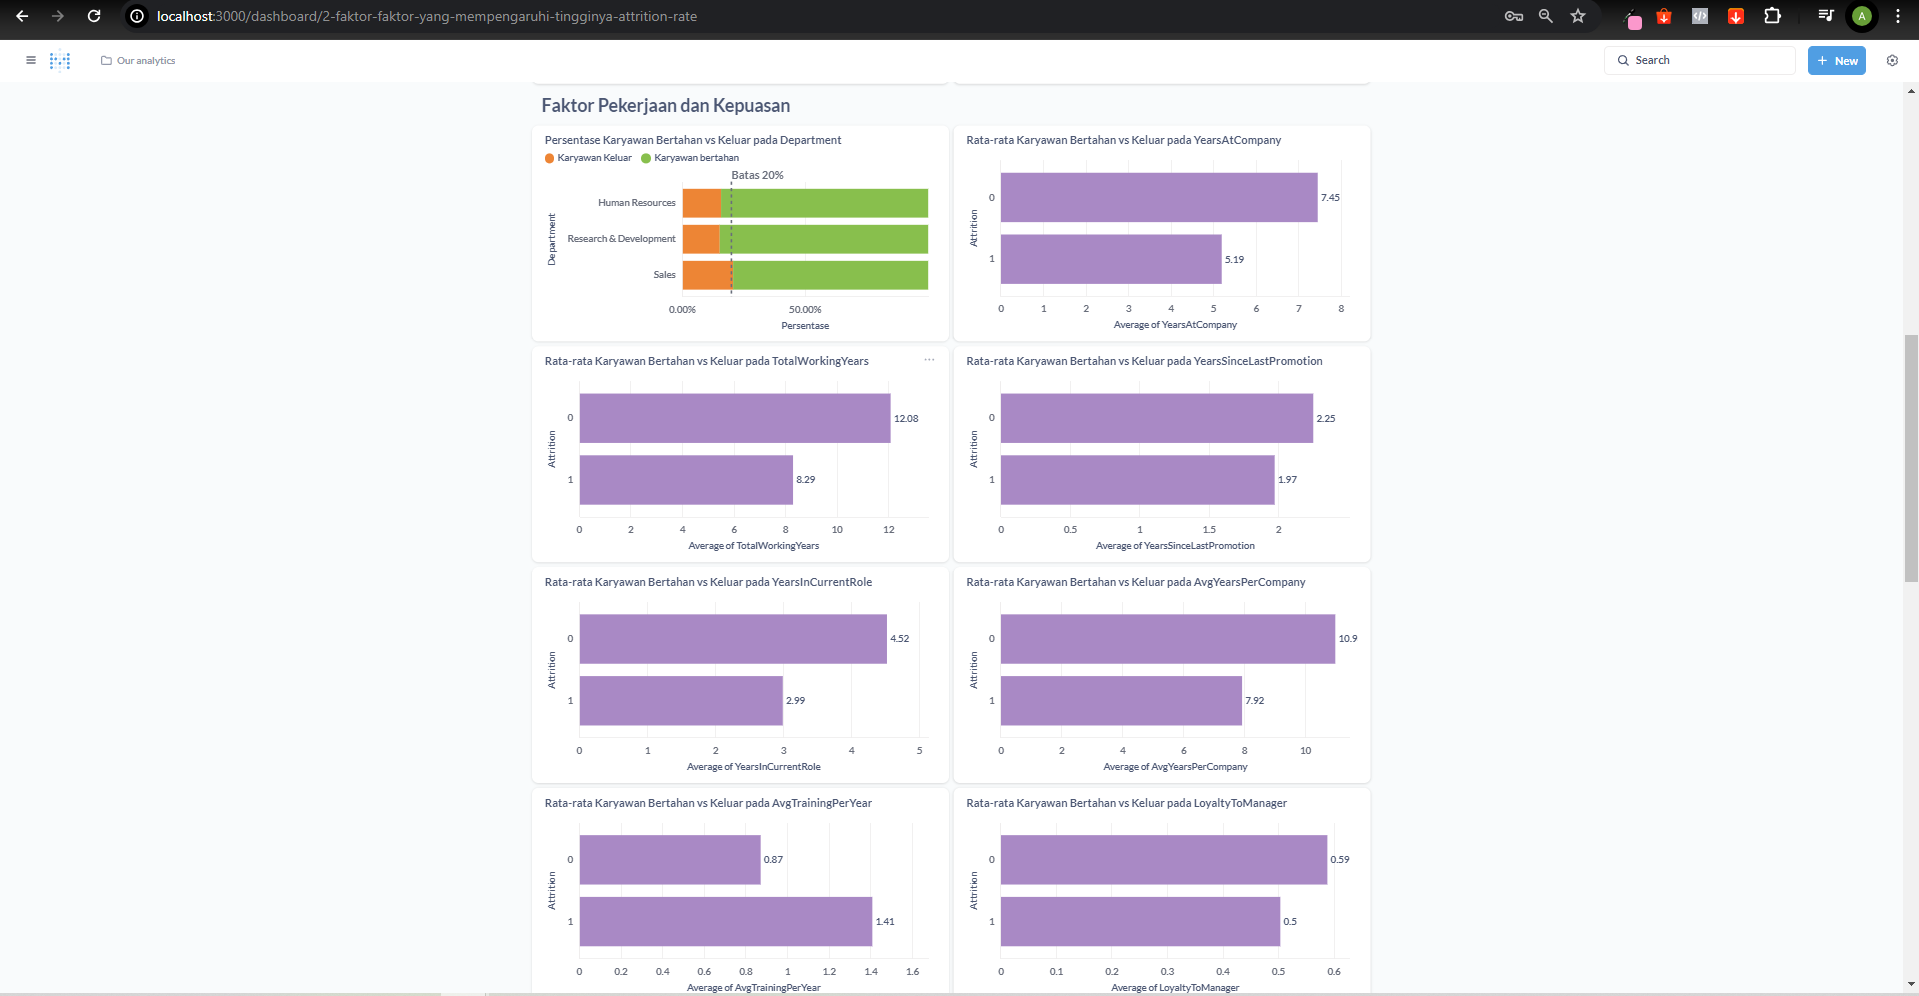 localhost:3000/dashboard/2-faktor-faktor-yang-mempengaruhi-tingginya-attrition-rate
A
Our analytics
Search
+ New
Faktor Pekerjaan dan Kepuasan
Persentase Karyawan Bertahan vs Keluar pada Department
Karyawan Keluar Karyawan bertahan
Batas 20%
Department
Human Resources
Research & Development
Sales
0.00% 50.00%
Persentase
Rata-rata Karyawan Bertahan vs Keluar pada YearsAtCompany
Attrition
0 7.45
1 5.19
0 1 2 3 4 5 6 7 8
Average of YearsAtCompany
Rata-rata Karyawan Bertahan vs Keluar pada TotalWorkingYears
Attrition
0 12.08
1 8.29
0 2 4 6 8 10 12
Average of TotalWorkingYears
Rata-rata Karyawan Bertahan vs Keluar pada YearsSinceLastPromotion
Attrition
0 2.25
1 1.97
0 0.5 1 1.5 2
Average of YearsSinceLastPromotion
Rata-rata Karyawan Bertahan vs Keluar pada YearsInCurrentRole
Attrition
0 4.52
1 2.99
0 1 2 3 4 5
Average of YearsInCurrentRole
Rata-rata Karyawan Bertahan vs Keluar pada AvgYearsPerCompany
Attrition
0 10.9
1 7.92
0 2 4 6 8 10
Average of AvgYearsPerCompany
Rata-rata Karyawan Bertahan vs Keluar pada AvgTrainingPerYear
Attrition
0 0.87
1 1.41
0 0.2 0.4 0.6 0.8 1 1.2 1.4 1.6
Average of AvgTrainingPerYear
Rata-rata Karyawan Bertahan vs Keluar pada LoyaltyToManager
Attrition
0 0.59
1 0.5
0 0.1 0.2 0.3 0.4 0.5 0.6
Average of LoyaltyToManager